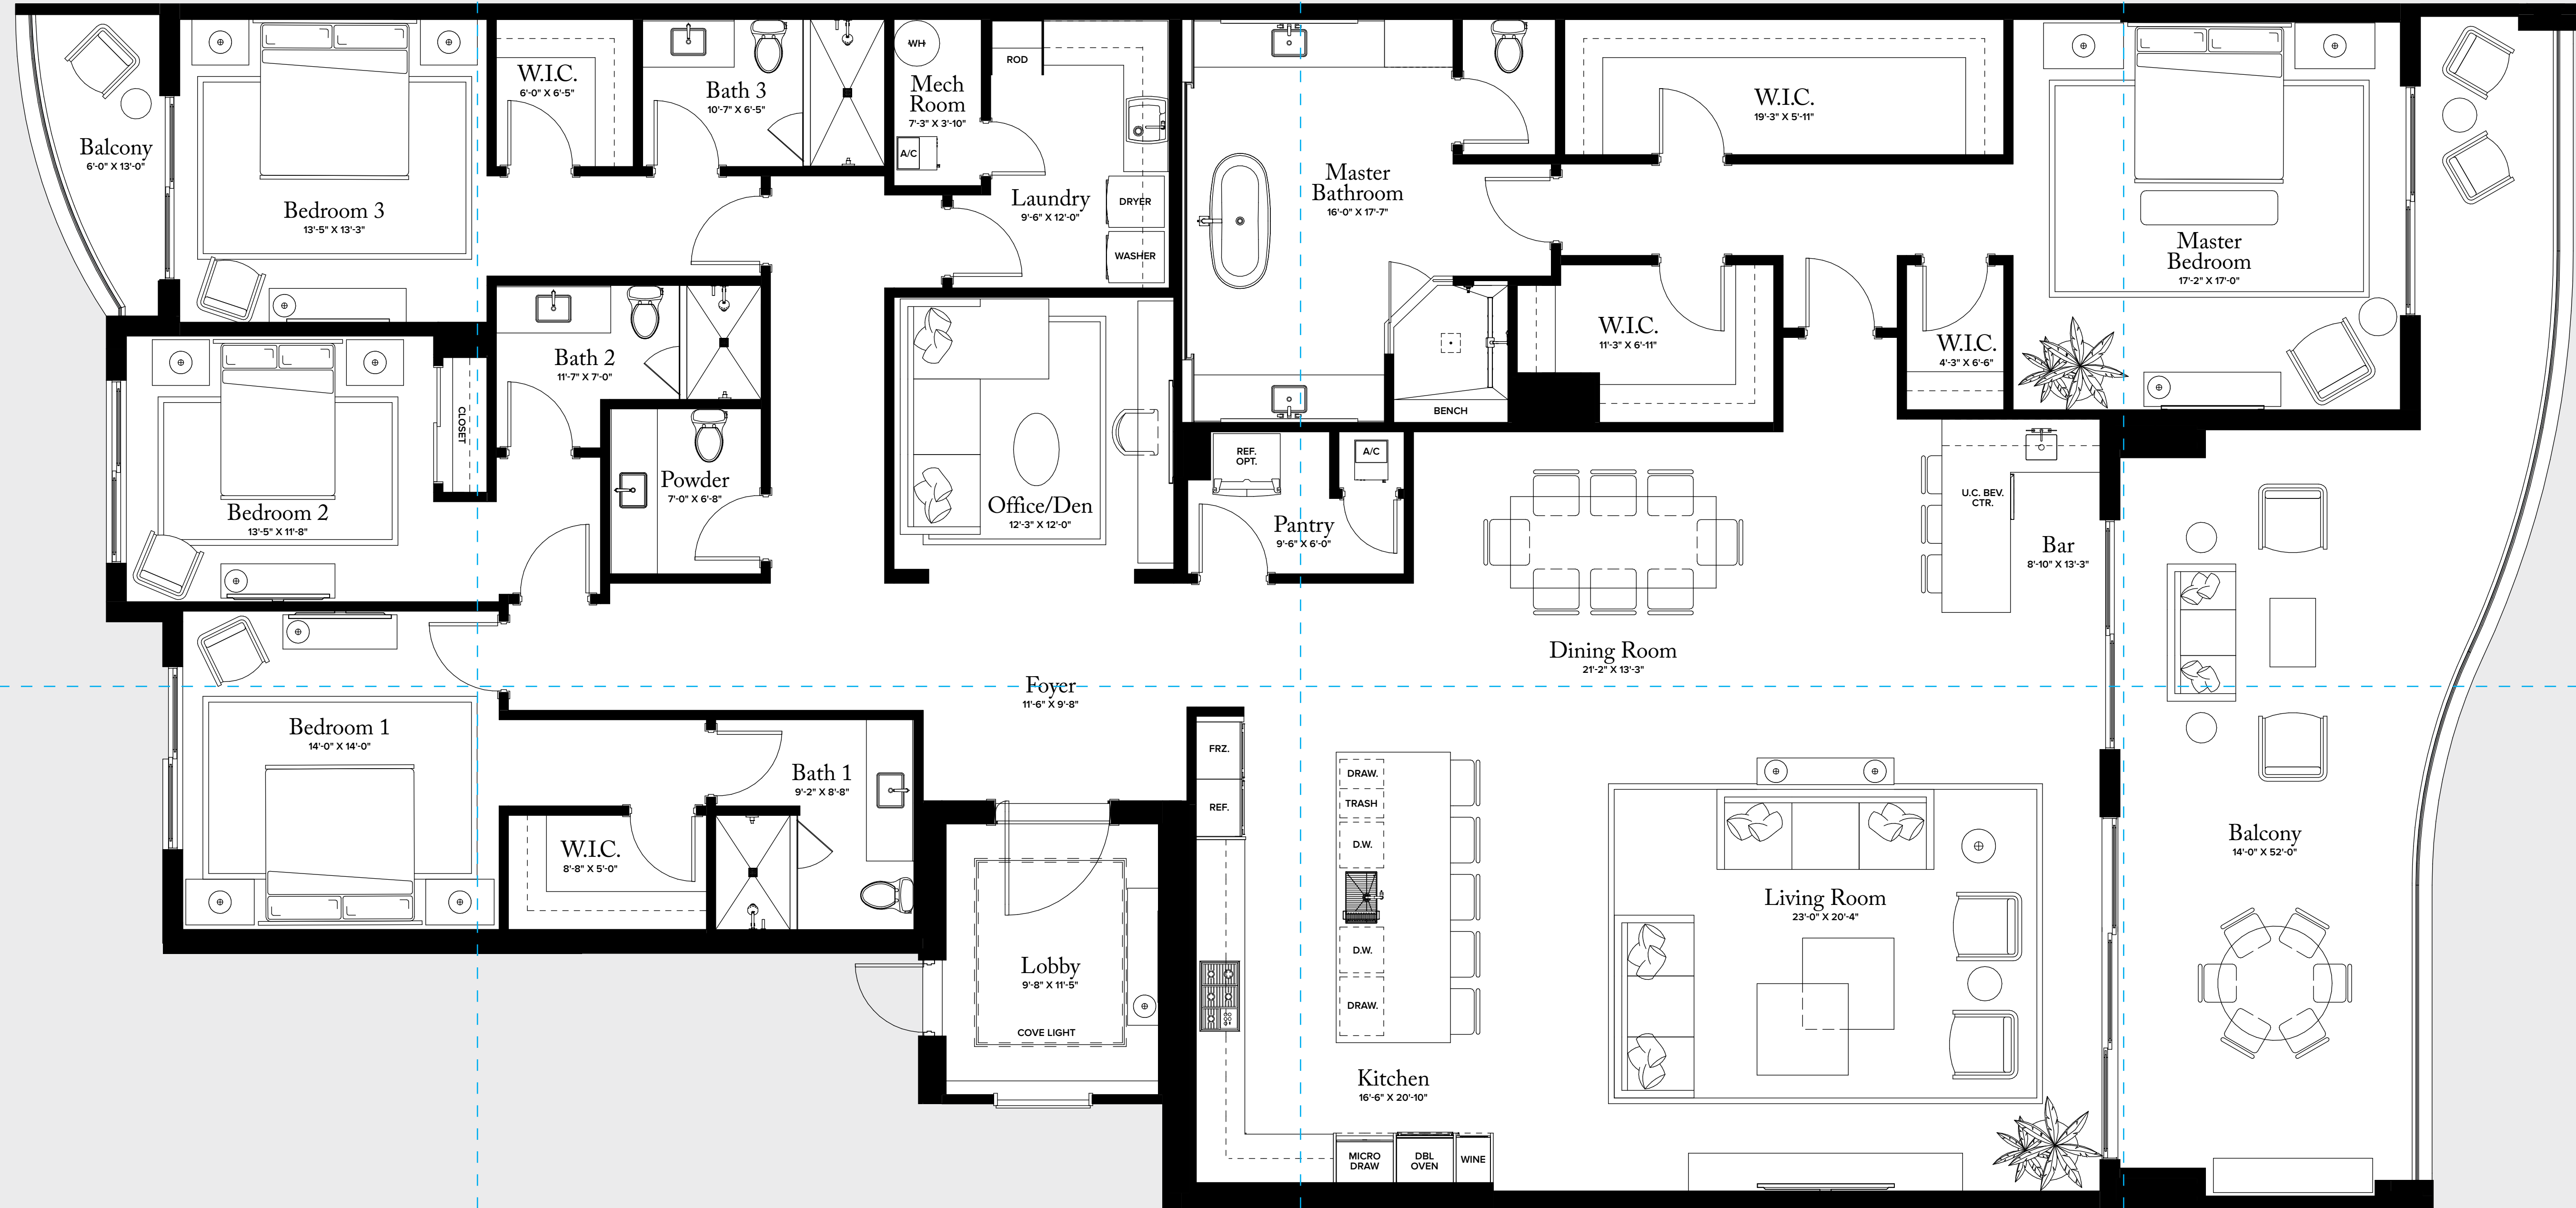 Balcony
6'-0" X 13'-0"
Bedroom 3
13'-5" X 13'-3"
W.I.C.
6'-0" X 6'-5"
Bath 3
10'-7" X 6'-5"
WH
Mech
Room
7'-3" X 3'-10"
A/C
ROD
Laundry
9'-6" X 12'-0"
DRYER
WASHER
Master
Bathroom
16'-0" X 17'-7"
W.I.C.
19'-3" X 5'-11"
Master
Bedroom
17'-2" X 17'-0"
Bedroom 2
13'-5" X 11'-8"
CLOSET
Bath 2
11'-7" X 7'-0"
Powder
7'-0" X 6'-8"
Office/Den
12'-3" X 12'-0"
BENCH
W.I.C.
11'-3" X 6'-11"
W.I.C.
4'-3" X 6'-6"
REF.
OPT.
A/C
Pantry
9'-6" X 6'-0"
U.C. BEV.
CTR.
Bar
8'-10" X 13'-3"
Dining Room
21'-2" X 13'-3"
Foyer
11'-6" X 9'-8"
Bedroom 1
14'-0" X 14'-0"
Bath 1
9'-2" X 8'-8"
W.I.C.
8'-8" X 5'-0"
Lobby
9'-8" X 11'-5"
COVE LIGHT
FRZ.
REF.
DRAW.
TRASH
D.W.
D.W.
DRAW.
Kitchen
16'-6" X 20'-10"
MICRO
DRAW
DBL
OVEN
WINE
Living Room
23'-0" X 20'-4"
Balcony
14'-0" X 52'-0"